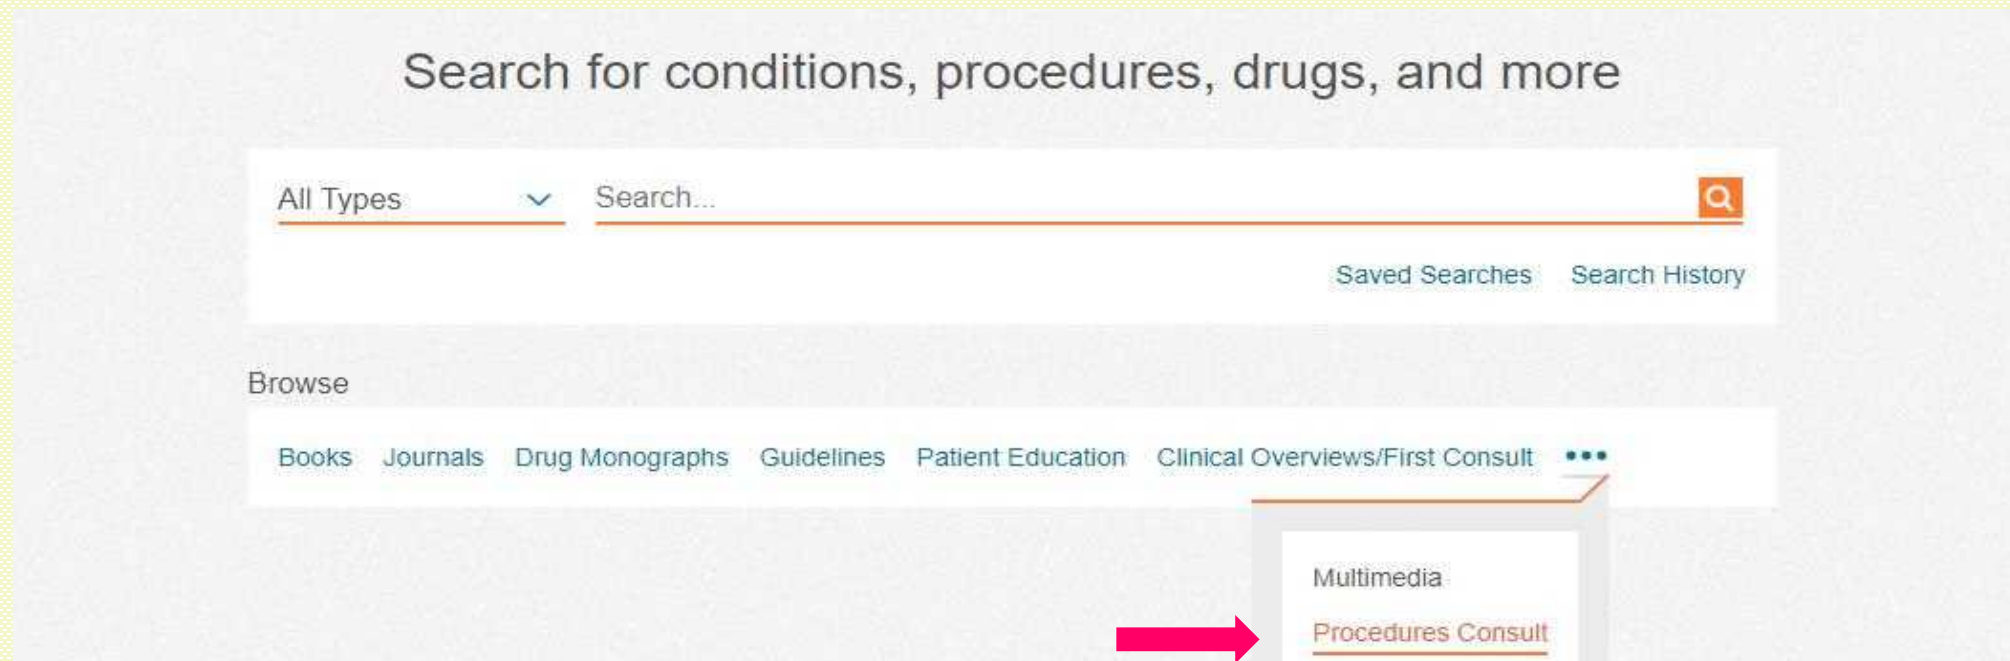 Search for conditions, procedures, drugs, and more
All Types Search...
Saved Searches Search History
Browse
Books Journals Drug Monographs Guidelines Patient Education Clinical Overviews/First Consult •••
Multimedia
Procedures Consult